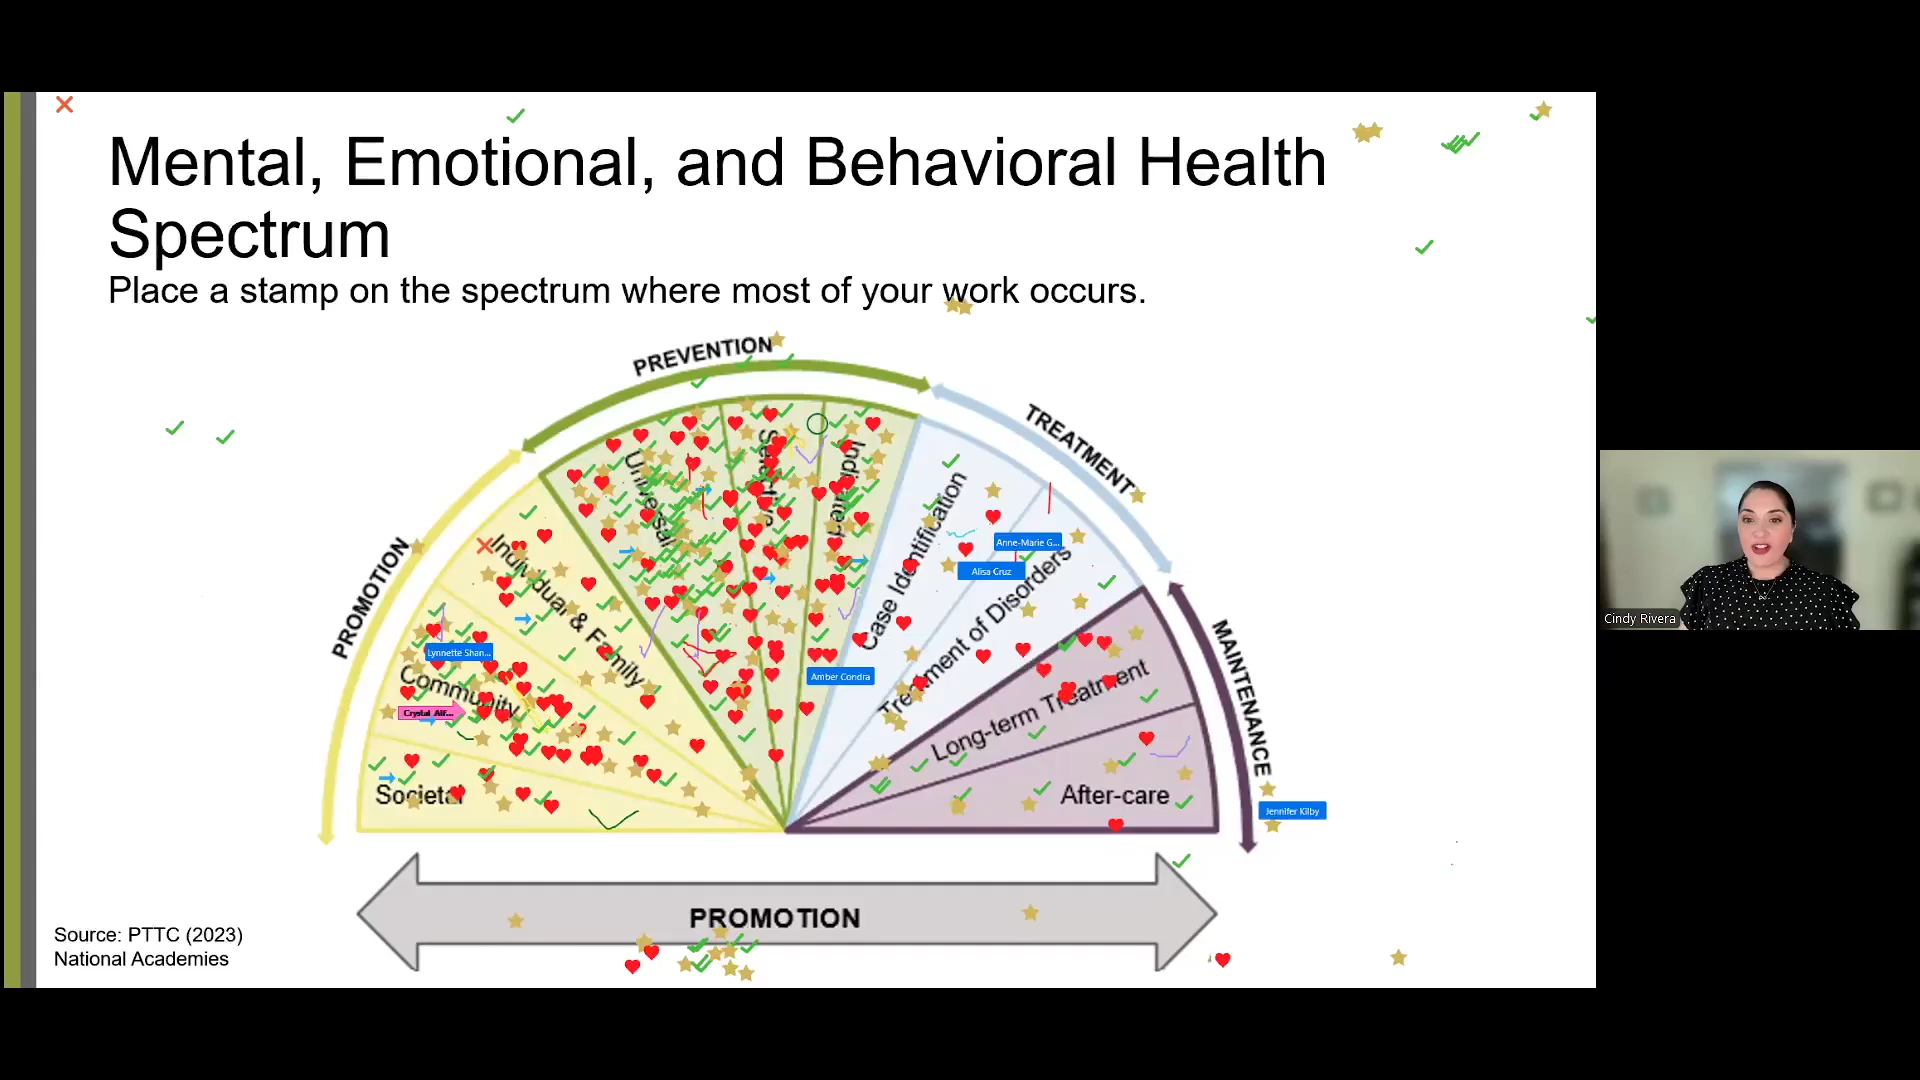 Mental, Emotional, and Behavioral Health
Spectrum
Place a stamp on the spectrum where most of your work occurs.
PREVENTION
TREATMENT
PROMOTION
MAINTENANCE
Universal
Selective
Indicated
Case Identification
Treatment of Disorders
Individual & Family
Community
Societal
Long-term Treatment
After-care
Anne-Marie G...
Alisa Cruz
Lynnette Shan...
Amber Condra
Crystal Alf...
Jennifer Kilby
Cindy Rivera
PROMOTION
Source: PTTC (2023)
National Academies